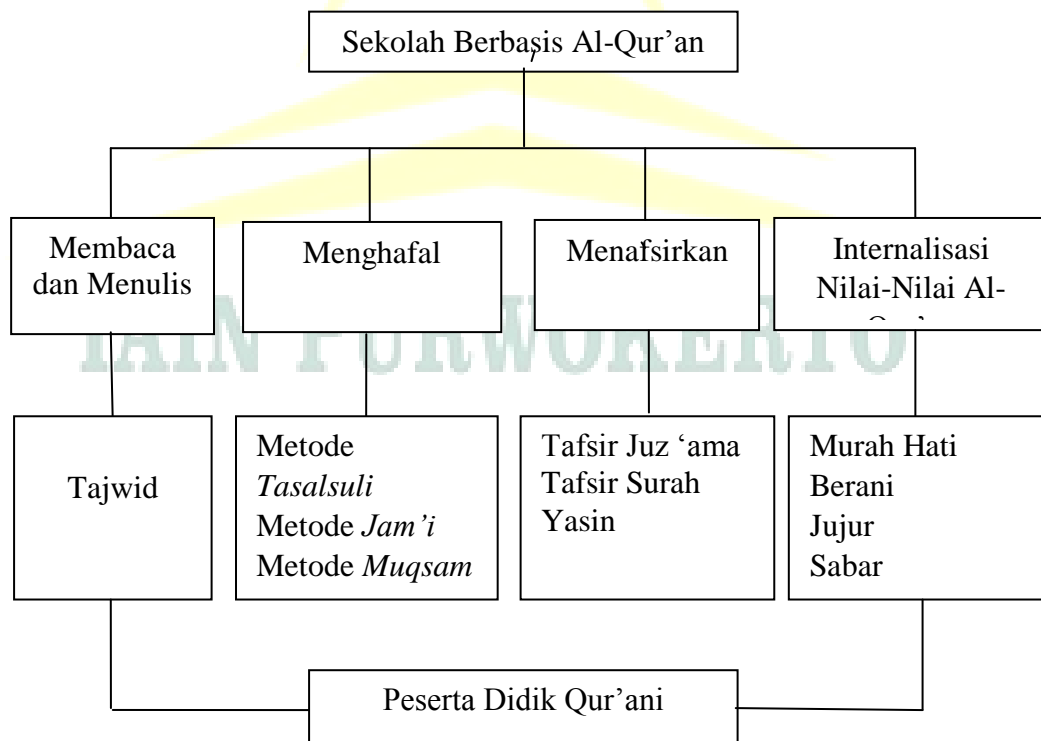 Sekolah Berbasis Al-Qur’an
Membaca
dan Menulis
Menghafal
Menafsirkan
Internalisasi
Nilai-Nilai Al-
IAIN PURWOKERTO
Tajwid
Metode
Tasalsuli
Metode Jam’i
Metode Muqsam
Tafsir Juz ‘ama
Tafsir Surah
Yasin
Murah Hati
Berani
Jujur
Sabar
Peserta Didik Qur’ani